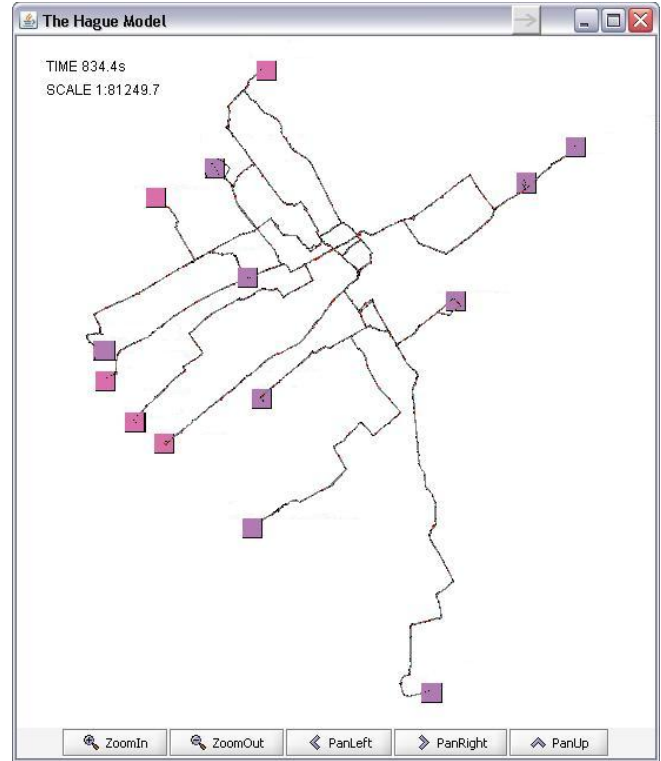 The Hague Model
TIME 834.4s
SCALE 1:81249.7
ZoomIn ZoomOut PanLeft PanRight PanUp